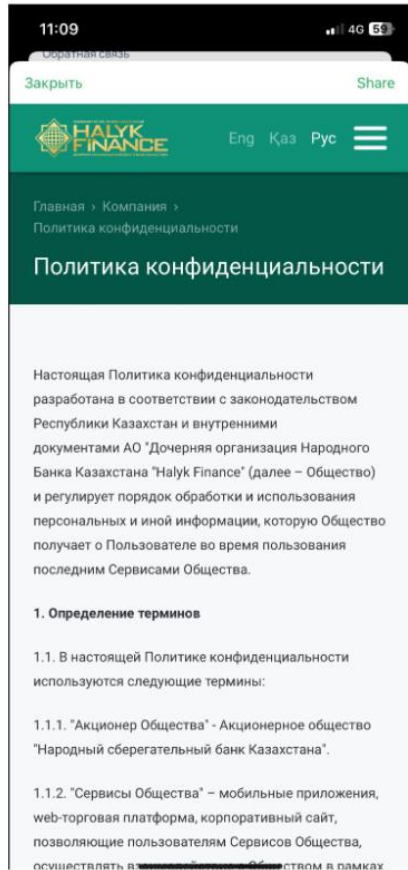 11:09
4G 59
Обратная связь
Закрыть
Share
HALYK
FINANCE
Eng Қаз Рус
Главная › Компания ›
Политика конфиденциальности
Политика конфиденциальности
Настоящая Политика конфиденциальности
разработана в соответствии с законодательством
Республики Казахстан и внутренними
документами АО "Дочерняя организация Народного
Банка Казахстана "Halyk Finance" (далее – Общество)
и регулирует порядок обработки и использования
персональных и иной информации, которую Общество
получает о Пользователе во время пользования
последним Сервисами Общества.
1. Определение терминов
1.1. В настоящей Политике конфиденциальности
используются следующие термины:
1.1.1. "Акционер Общества" - Акционерное общество
"Народный сберегательный банк Казахстана".
1.1.2. "Сервисы Общества" – мобильные приложения,
web-торговая платформа, корпоративный сайт,
позволяющие пользователям Сервисов Общества,
осуществлять в рамках